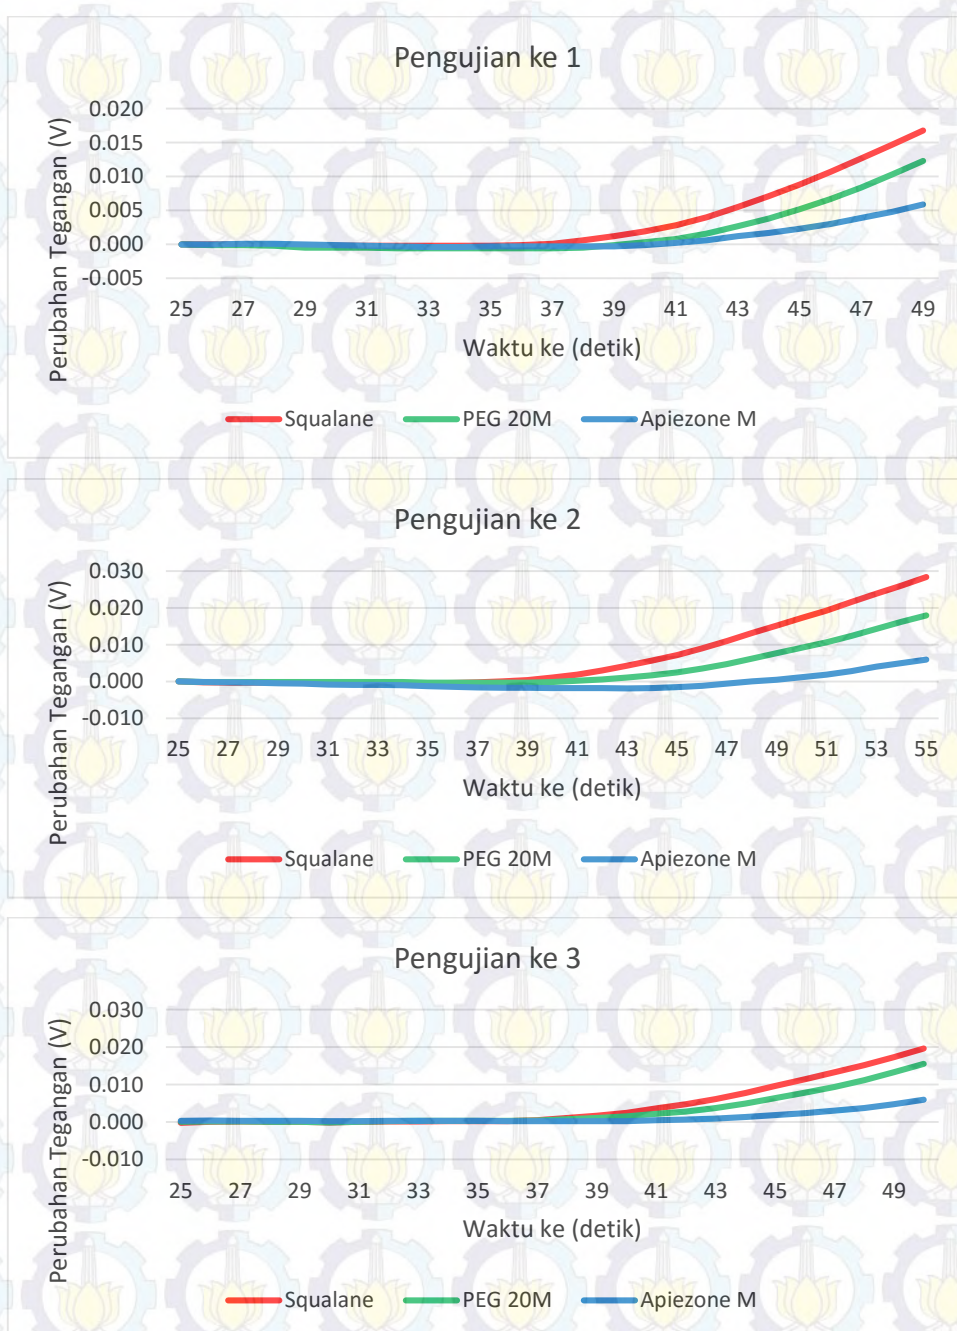 Pengujian ke 1
Perubahan Tegangan (V)
0.020
0.015
0.010
0.005
0.000
-0.005
25 27 29 31 33 35 37 39 41 43 45 47 49
Waktu ke (detik)
Squalane PEG 20M Apiezone M
Pengujian ke 2
Perubahan Tegangan (V)
0.030
0.020
0.010
0.000
-0.010
25 27 29 31 33 35 37 39 41 43 45 47 49 51 53 55
Waktu ke (detik)
Squalane PEG 20M Apiezone M
Pengujian ke 3
Perubahan Tegangan (V)
0.030
0.020
0.010
0.000
-0.010
25 27 29 31 33 35 37 39 41 43 45 47 49
Waktu ke (detik)
Squalane PEG 20M Apiezone M